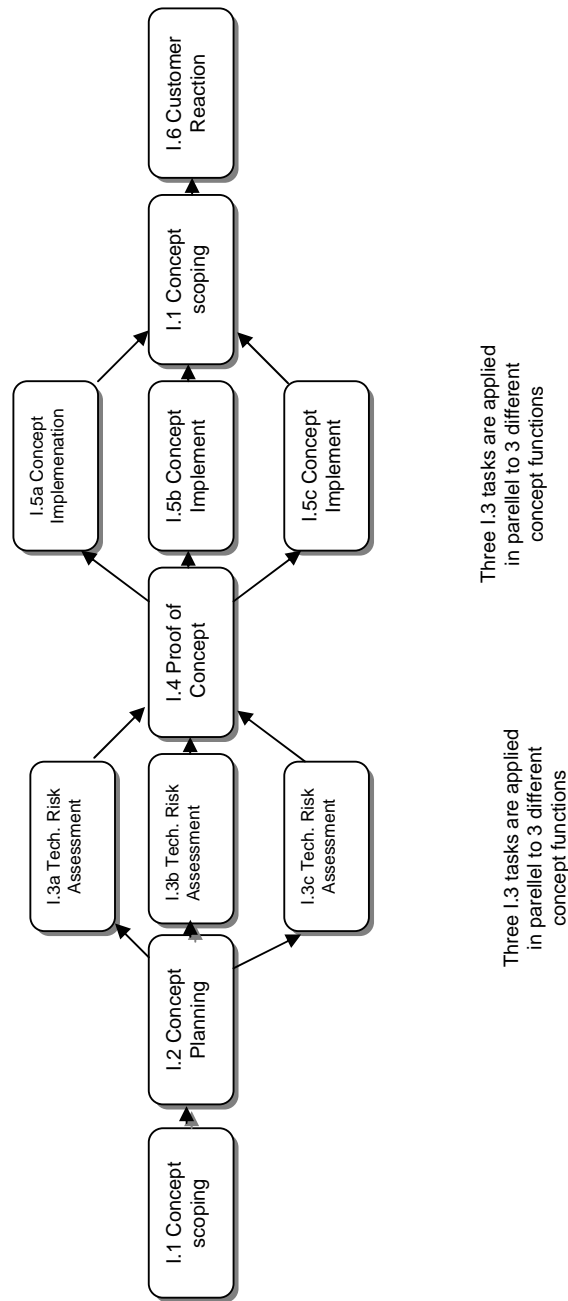 I.1 Concept
scoping
I.2 Concept
Planning
I.3a Tech. Risk
Assessment
I.3b Tech. Risk
Assessment
I.3c Tech. Risk
Assessment
I.4 Proof of
Concept
I.5a Concept
Implemenation
I.5b Concept
Implement
I.5c Concept
Implement
I.1 Concept
scoping
I.6 Customer
Reaction
Three I.3 tasks are applied
in parellel to 3 different
concept functions
Three I.3 tasks are applied
in parellel to 3 different
concept functions